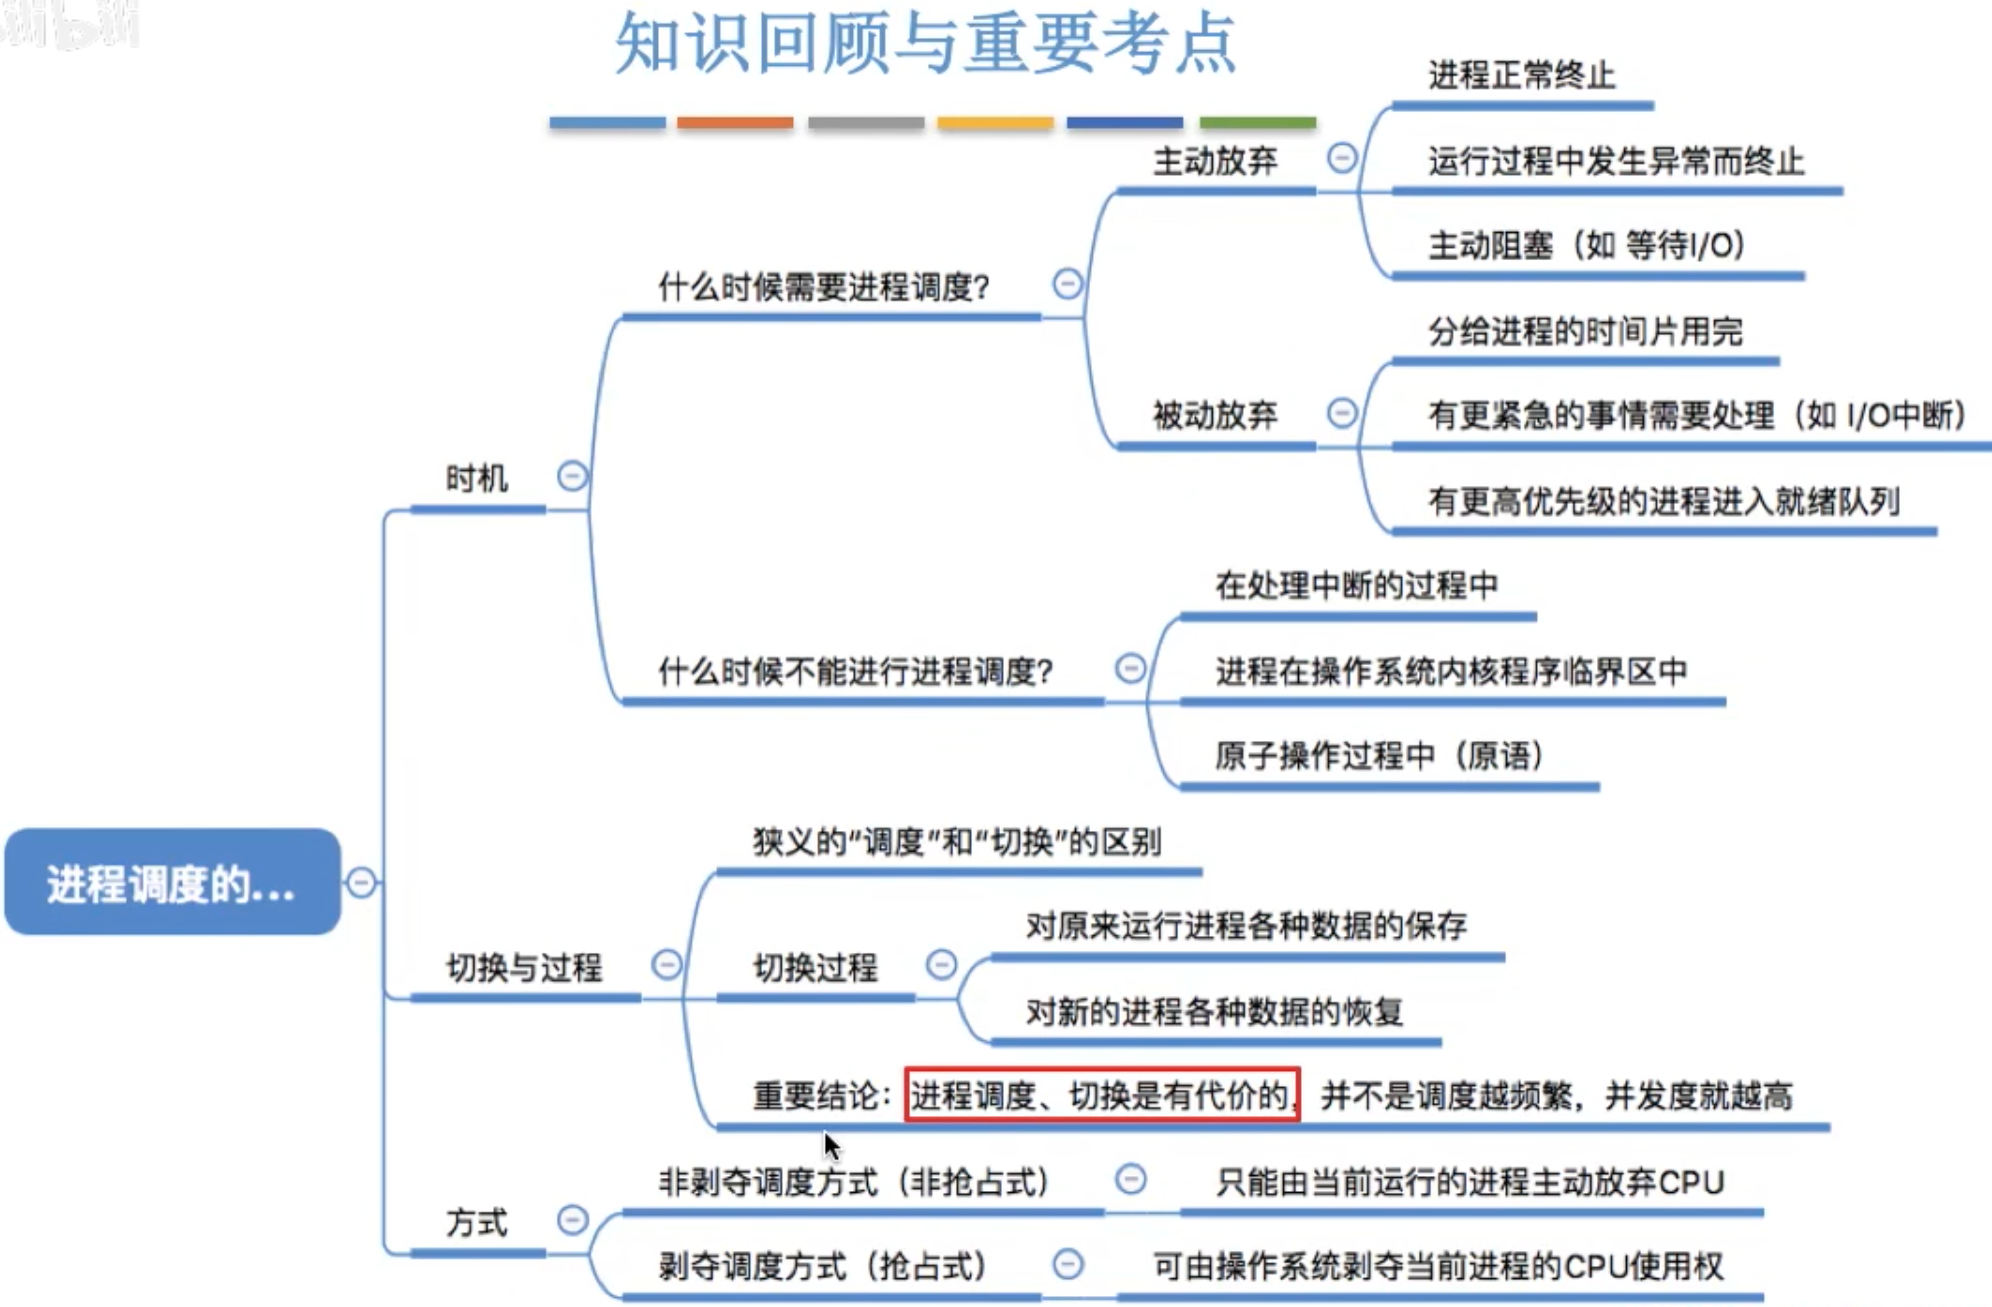 知识回顾与重要考点
进程正常终止
主动放弃
运行过程中发生异常而终止
主动阻塞（如 等待I/O）
什么时候需要进程调度？
分给进程的时间片用完
被动放弃
有更紧急的事情需要处理（如 I/O中断）
有更高优先级的进程进入就绪队列
时机
在处理中断的过程中
什么时候不能进行进程调度？
进程在操作系统内核程序临界区中
原子操作过程中（原语）
进程调度的...
狭义的“调度”和“切换”的区别
切换与过程
切换过程
对原来运行进程各种数据的保存
对新的进程各种数据的恢复
重要结论：进程调度、切换是有代价的，并不是调度越频繁，并发度就越高
方式
非剥夺调度方式（非抢占式）
只能由当前运行的进程主动放弃CPU
剥夺调度方式（抢占式）
可由操作系统剥夺当前进程的CPU使用权